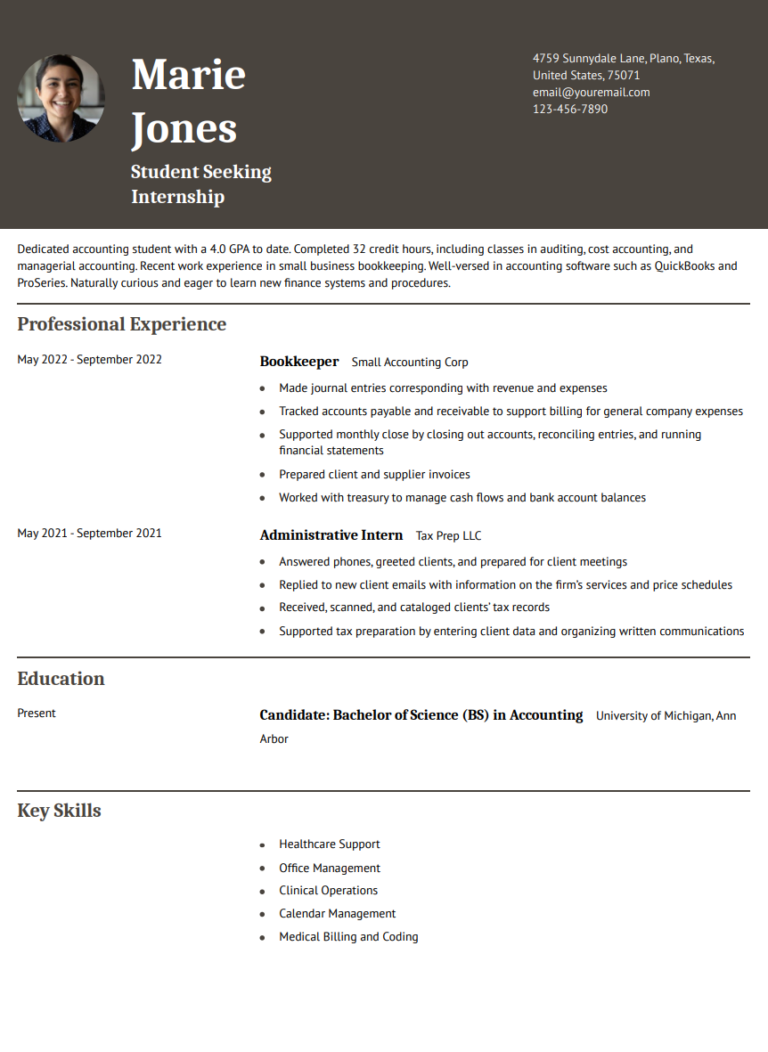 Marie
Jones
Student Seeking
Internship
4759 Sunnydale Lane, Plano, Texas,
United States, 75071
email@youremail.com
123-456-7890
Dedicated accounting student with a 4.0 GPA to date. Completed 32 credit hours, including classes in auditing, cost accounting, and
managerial accounting. Recent work experience in small business bookkeeping. Well-versed in accounting software such as QuickBooks and
ProSeries. Naturally curious and eager to learn new finance systems and procedures.
Professional Experience
May 2022 - September 2022
Bookkeeper Small Accounting Corp
• Made journal entries corresponding with revenue and expenses
• Tracked accounts payable and receivable to support billing for general company expenses
• Supported monthly close by closing out accounts, reconciling entries, and running
financial statements
• Prepared client and supplier invoices
• Worked with treasury to manage cash flows and bank account balances
May 2021 - September 2021
Administrative Intern Tax Prep LLC
• Answered phones, greeted clients, and prepared for client meetings
• Replied to new client emails with information on the firm's services and price schedules
• Received, scanned, and cataloged clients' tax records
• Supported tax preparation by entering client data and organizing written communications
Education
Present
Candidate: Bachelor of Science (BS) in Accounting University of Michigan, Ann
Arbor
Key Skills
• Healthcare Support
• Office Management
• Clinical Operations
• Calendar Management
• Medical Billing and Coding